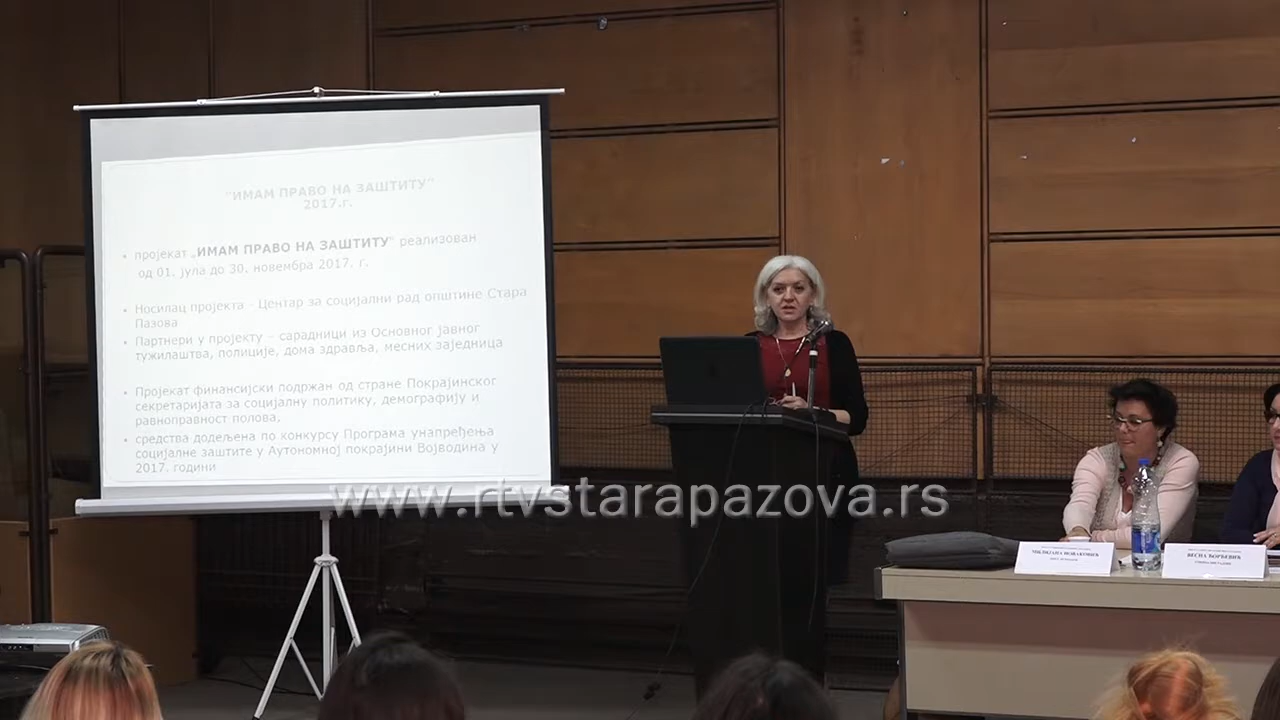 "ИМАМ ПРАВО НА ЗАШТИТУ"
2017.г.
пројекат „ИМАМ ПРАВО НА ЗАШТИТУ" реализован
од 01. јула до 30. новембра 2017. г.
Носилац пројекта - Центар за социјални рад општине Стара
Пазова
Партнери у пројекту – сарадници из Основног јавног
тужилаштва, полиције, дома здравља, месних заједница
Пројекат финансијски подржан од стране Покрајинског
секретаријата за социјалну политику, демографију и
равноправност полова,
средства додељена по конкурсу Програма унапређења
социјалне заштите у Аутономној покрајини Војводина у
2017. години
www.rtvstarapazova.rs
ВЕСНА ЂОРЂЕВИЋ